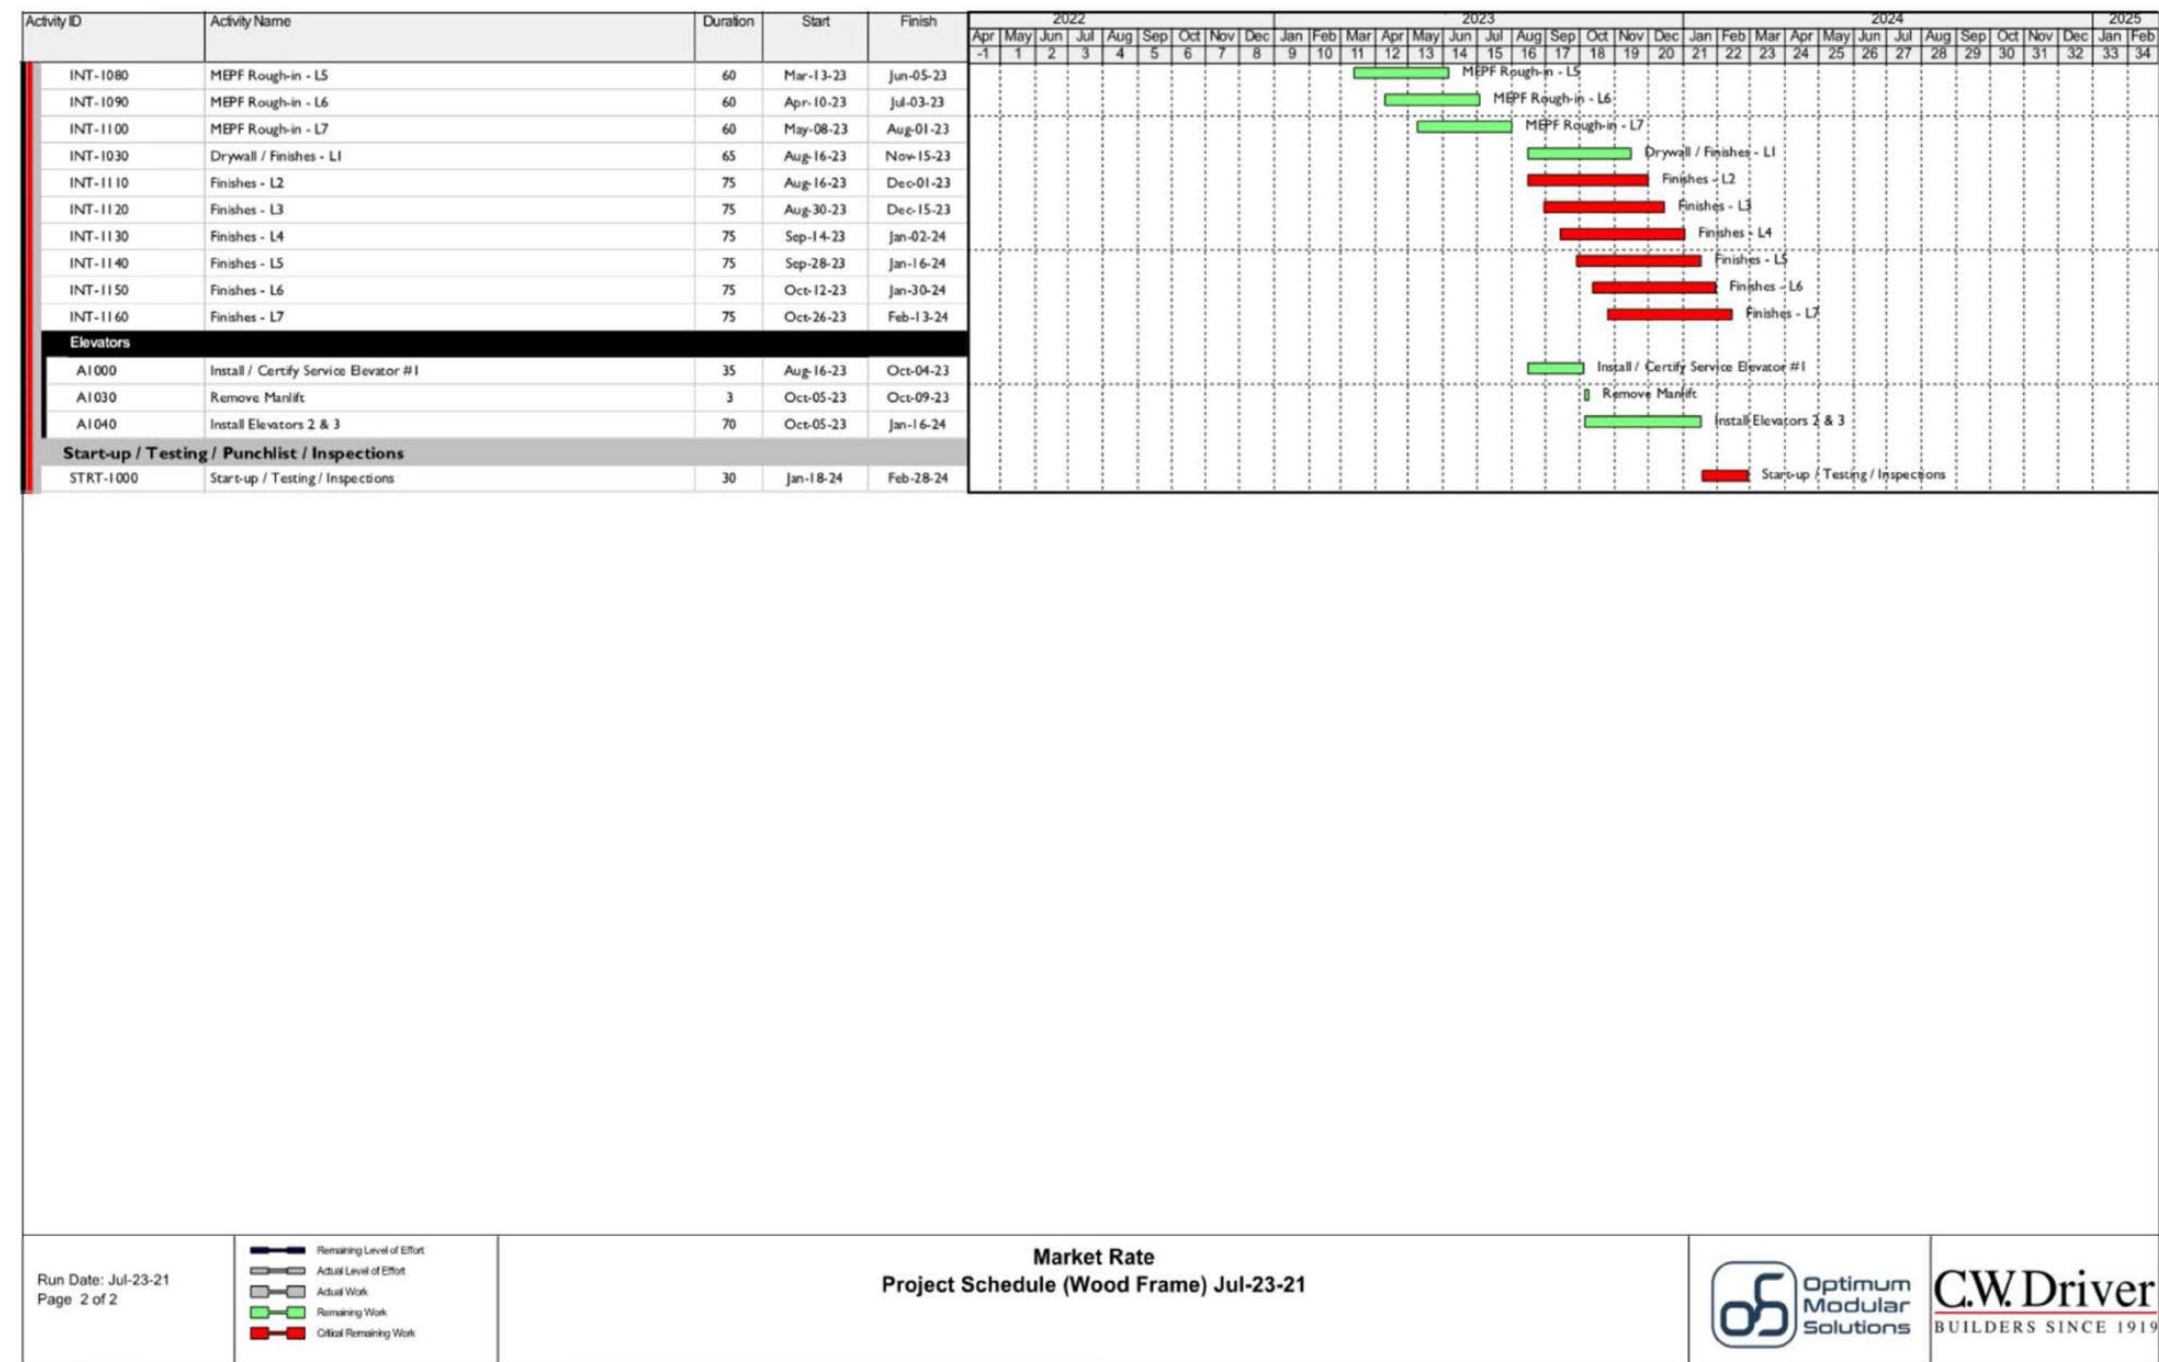 Activity ID Activity Name Duration Start Finish 2022 2023 2024 2025
Apr May Jun Jul Aug Sep Oct Nov Dec Jan Feb Mar Apr May Jun Jul Aug Sep Oct Nov Dec Jan Feb Mar Apr May Jun Jul Aug Sep Oct Nov Dec Jan Feb
-1 1 2 3 4 5 6 7 8 9 10 11 12 13 14 15 16 17 18 19 20 21 22 23 24 25 26 27 28 29 30 31 32 33 34
INT-1080 MEPF Rough-in - L5 60 Mar-13-23 Jun-05-23 MEPF Rough-in - L5
INT-1090 MEPF Rough-in - L6 60 Apr-10-23 Jul-03-23 MEPF Rough-in - L6
INT-1100 MEPF Rough-in - L7 60 May-08-23 Aug-01-23 MEPF Rough-in - L7
INT-1030 Drywall / Finishes - L1 65 Aug-16-23 Nov-15-23 Drywall / Finishes - L1
INT-1110 Finishes - L2 75 Aug-16-23 Dec-01-23 Finishes - L2
INT-1120 Finishes - L3 75 Aug-30-23 Dec-15-23 Finishes - L3
INT-1130 Finishes - L4 75 Sep-14-23 Jan-02-24 Finishes - L4
INT-1140 Finishes - L5 75 Sep-28-23 Jan-16-24 Finishes - L5
INT-1150 Finishes - L6 75 Oct-12-23 Jan-30-24 Finishes - L6
INT-1160 Finishes - L7 75 Oct-26-23 Feb-13-24 Finishes - L7
Elevators
A1000 Install / Certify Service Elevator #1 35 Aug-16-23 Oct-04-23 Install / Certify Service Elevator #1
A1030 Remove Manlift 3 Oct-05-23 Oct-09-23 Remove Manlift
A1040 Install Elevators 2 & 3 70 Oct-05-23 Jan-16-24 Install Elevators 2 & 3
Start-up / Testing / Punchlist / Inspections
STRT-1000 Start-up / Testing / Inspections 30 Jan-18-24 Feb-28-24 Start-up / Testing / Inspections
Run Date: Jul-23-21
Page 2 of 2
Remaining Level of Effort
Actual Level of Effort
Actual Work
Remaining Work
Critical Remaining Work
Market Rate
Project Schedule (Wood Frame) Jul-23-21
Optimum
Modular
Solutions
C.W. Driver
BUILDERS SINCE 1919